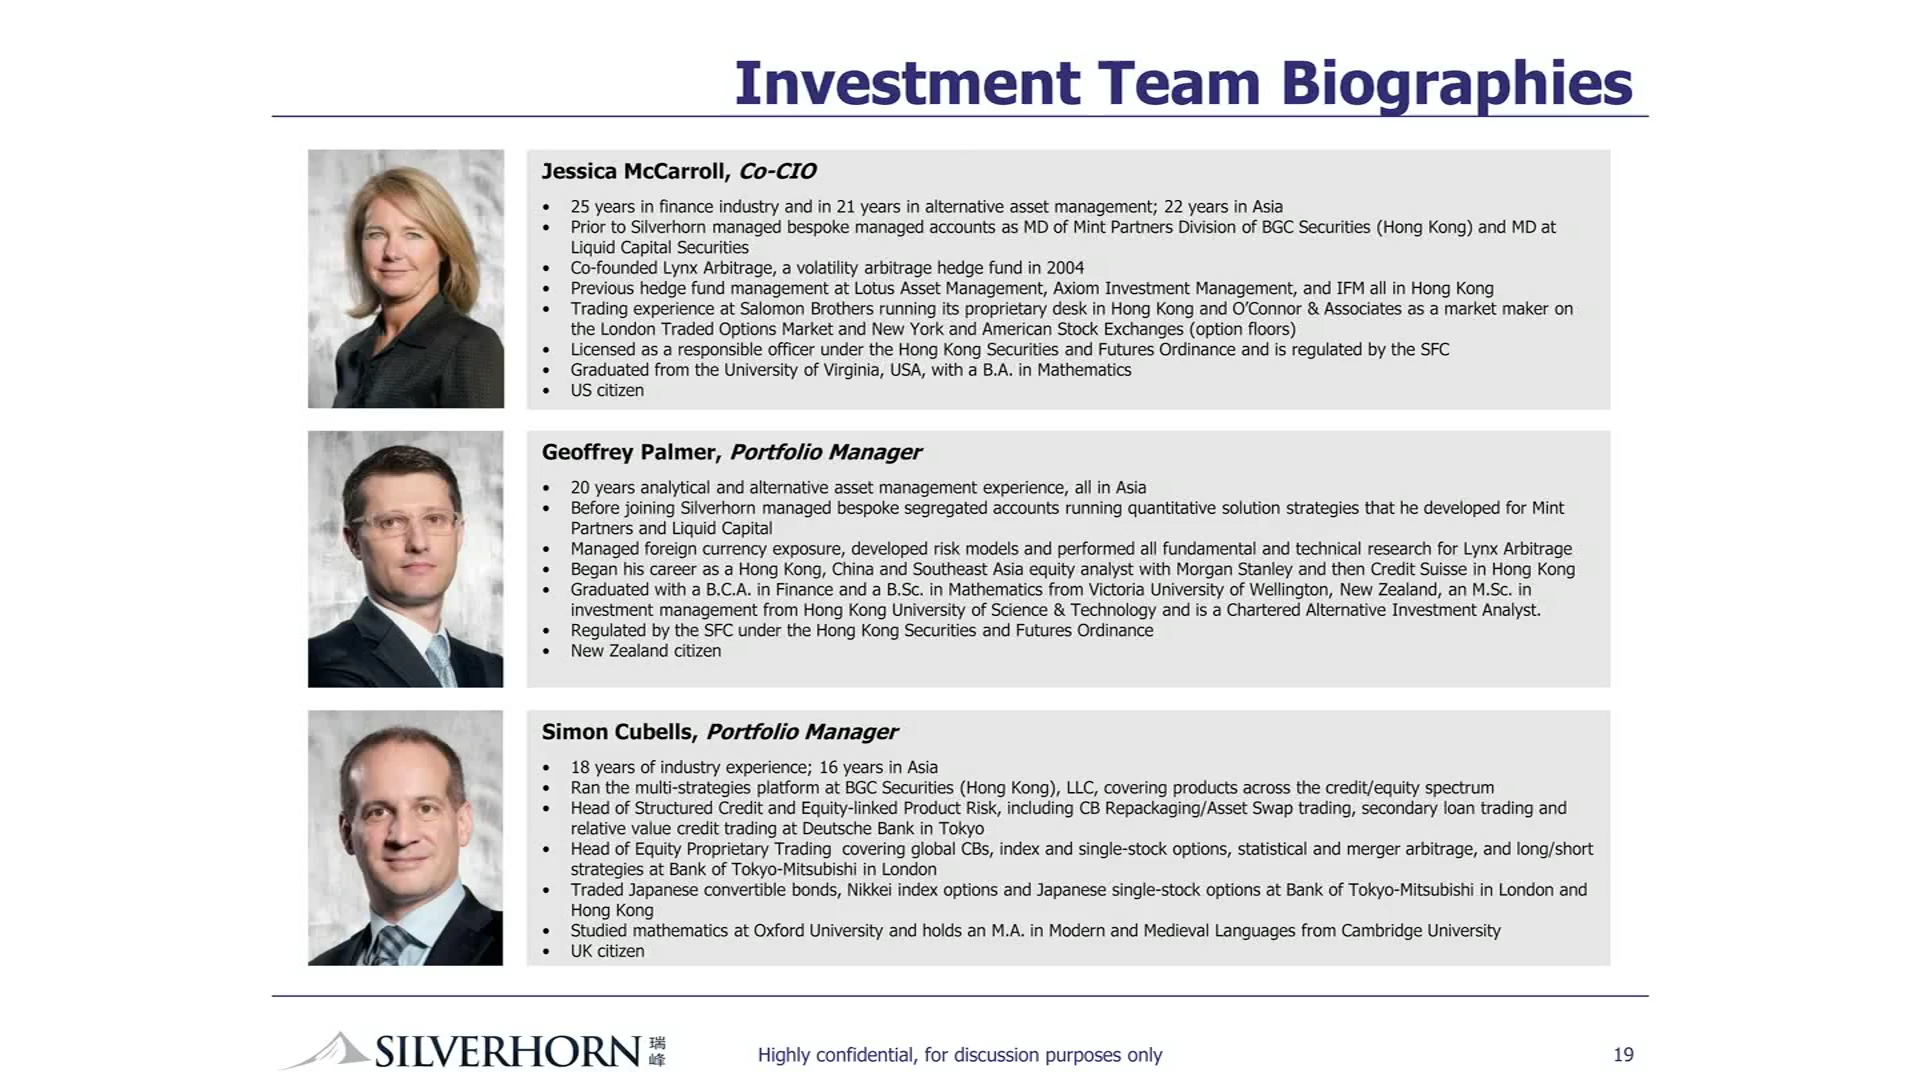 Investment Team Biographies
Jessica McCarroll, Co-CIO
• 25 years in finance industry and in 21 years in alternative asset management; 22 years in Asia
• Prior to Silverhorn managed bespoke managed accounts as MD of Mint Partners Division of BGC Securities (Hong Kong) and MD at
Liquid Capital Securities
• Co-founded Lynx Arbitrage, a volatility arbitrage hedge fund in 2004
• Previous hedge fund management at Lotus Asset Management, Axiom Investment Management, and IFM all in Hong Kong
• Trading experience at Salomon Brothers running its proprietary desk in Hong Kong and O’Connor & Associates as a market maker on
the London Traded Options Market and New York and American Stock Exchanges (option floors)
• Licensed as a responsible officer under the Hong Kong Securities and Futures Ordinance and is regulated by the SFC
• Graduated from the University of Virginia, USA, with a B.A. in Mathematics
• US citizen
Geoffrey Palmer, Portfolio Manager
• 20 years analytical and alternative asset management experience, all in Asia
• Before joining Silverhorn managed bespoke segregated accounts running quantitative solution strategies that he developed for Mint
Partners and Liquid Capital
• Managed foreign currency exposure, developed risk models and performed all fundamental and technical research for Lynx Arbitrage
• Began his career as a Hong Kong, China and Southeast Asia equity analyst with Morgan Stanley and then Credit Suisse in Hong Kong
• Graduated with a B.C.A. in Finance and a B.Sc. in Mathematics from Victoria University of Wellington, New Zealand, an M.Sc. in
investment management from Hong Kong University of Science & Technology and is a Chartered Alternative Investment Analyst.
• Regulated by the SFC under the Hong Kong Securities and Futures Ordinance
• New Zealand citizen
Simon Cubells, Portfolio Manager
• 18 years of industry experience; 16 years in Asia
• Ran the multi-strategies platform at BGC Securities (Hong Kong), LLC, covering products across the credit/equity spectrum
• Head of Structured Credit and Equity-linked Product Risk, including CB Repackaging/Asset Swap trading, secondary loan trading and
relative value credit trading at Deutsche Bank in Tokyo
• Head of Equity Proprietary Trading covering global CBs, index and single-stock options, statistical and merger arbitrage, and long/short
strategies at Bank of Tokyo-Mitsubishi in London
• Traded Japanese convertible bonds, Nikkei index options and Japanese single-stock options at Bank of Tokyo-Mitsubishi in London and
Hong Kong
• Studied mathematics at Oxford University and holds an M.A. in Modern and Medieval Languages from Cambridge University
• UK citizen
SILVERHORN 瑞峰
Highly confidential, for discussion purposes only
19